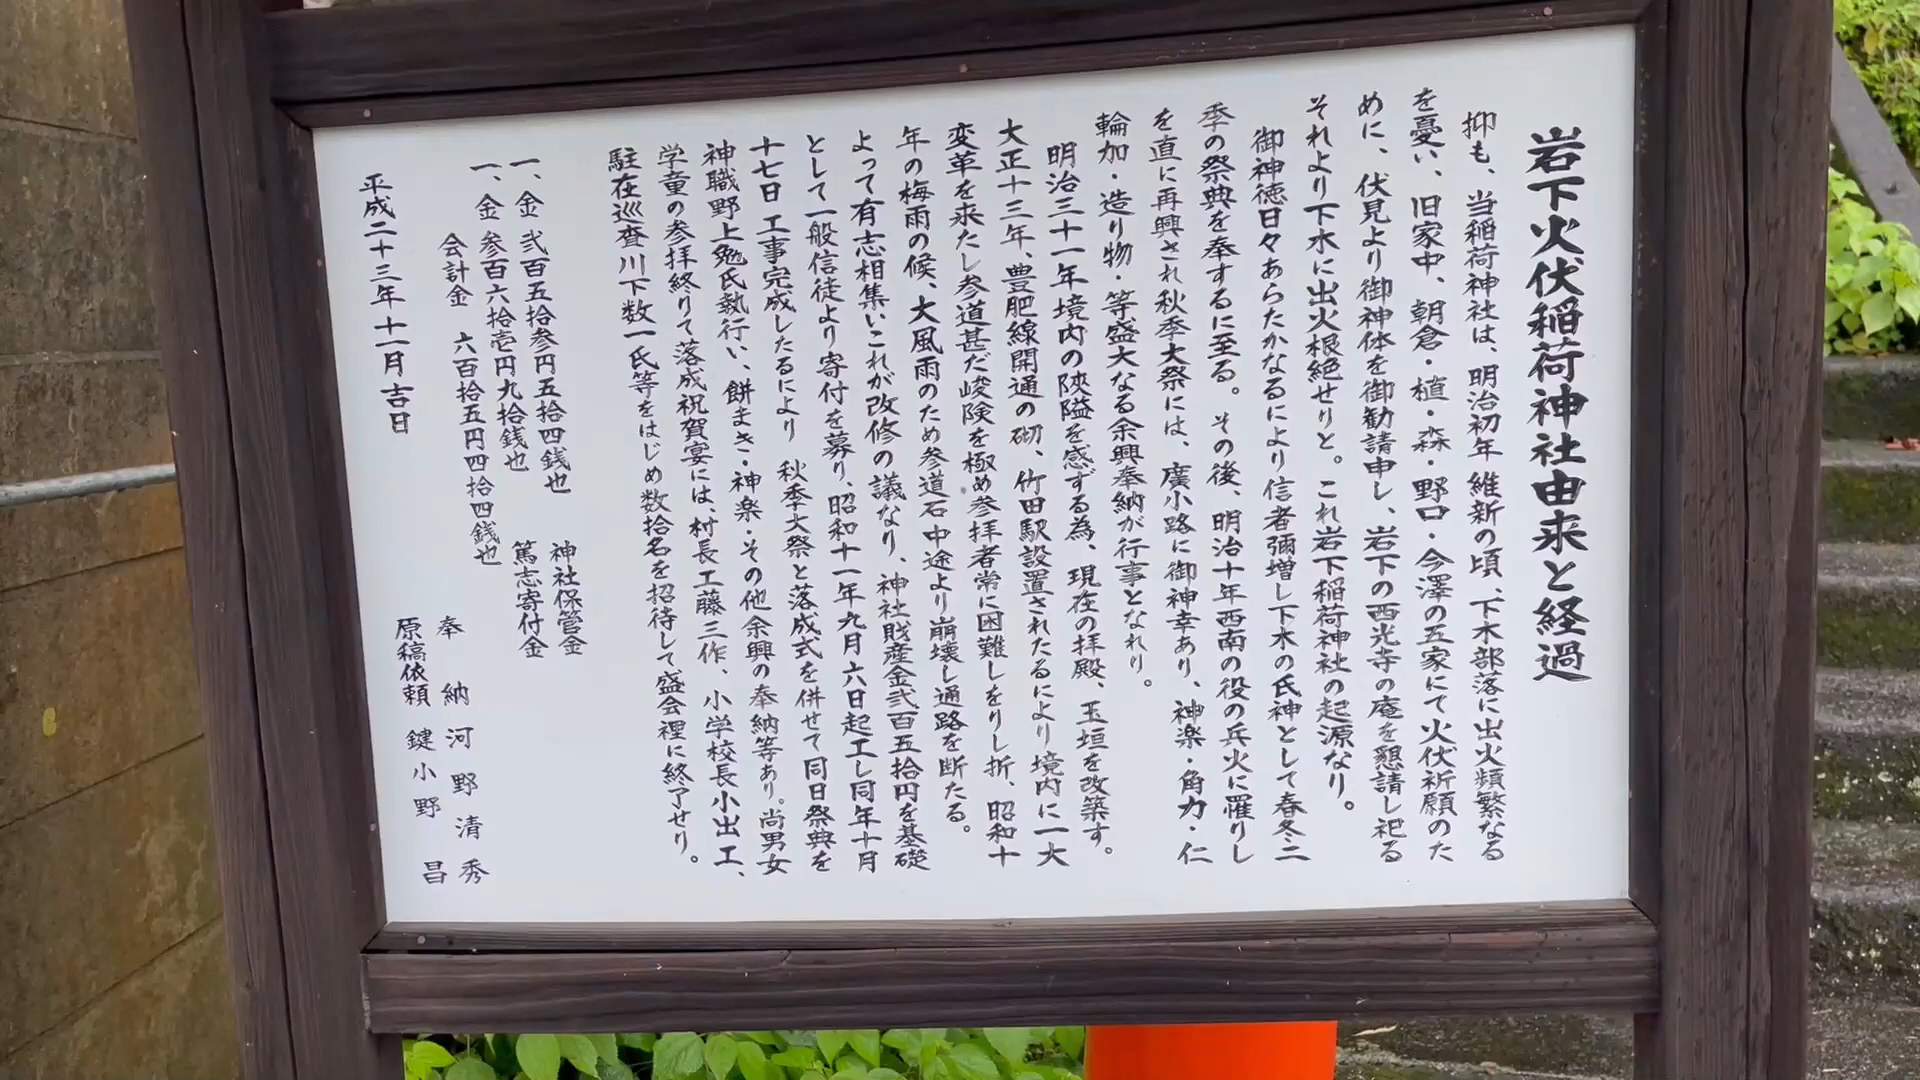 岩下火伏稲荷神社由来と経過
抑も、当稲荷神社は、明治初年 維新の頃、下木部落に出火頻繁なる
を憂い、旧家中、朝倉・植・森・野口・今澤の五家にて火伏祈願のた
めに、伏見より御神体を御勧請申し、岩下の西光寺の庵を懇請し祀る
それより下木に出火根絶せりと。これ岩下稲荷神社の起源なり。
御神徳日々あらたかなるにより信者彌増し下木の氏神として春冬二
季の祭典を奉するに至る。その後、明治十年西南の役の兵火に罹りし
を直に再興され秋季大祭には、廣小路に御神幸あり、神楽・角力・仁
輪加・造り物・等盛大なる余興奉納が行事となれり。
明治三十一年境内の陝隘を感ずる為、現在の拝殿、玉垣を改築す。
大正十三年、豊肥線開通の砌、竹田駅設置されたるにより境内に一大
変革を来たし参道甚だ峻険を極め参拝者常に困難しをりし折、昭和十
年の梅雨の候、大風雨のため参道石中途より崩壊し通路を断たる。
よって有志相集いこれが改修の議なり、神社賎産金弐百五拾円を基礎
として一般信徒より寄付を募り、昭和十一年九月六日起工し同年十月
十七日 工事完成したるにより 秋季大祭と落成式を併せて同日祭典を
神職野上勉氏執行い、餅まき・神楽・その他余興の奉納等あり。尚男女
学童の参拝終りて落成祝賀宴には、村長工藤三作、小学校長小出工、
駐在巡査川下数一氏等をはじめ数拾名を招待して盛会裡に終了せり。
一、金 弐百五拾参円五拾四銭也 神社保管金
一、金 参百六拾壱円九拾銭也 篤志寄付金
会計金 六百拾五円四拾四銭也
平成二十三年十一月吉日
奉納 河野清秀
原稿依頼 鍵小野 昌